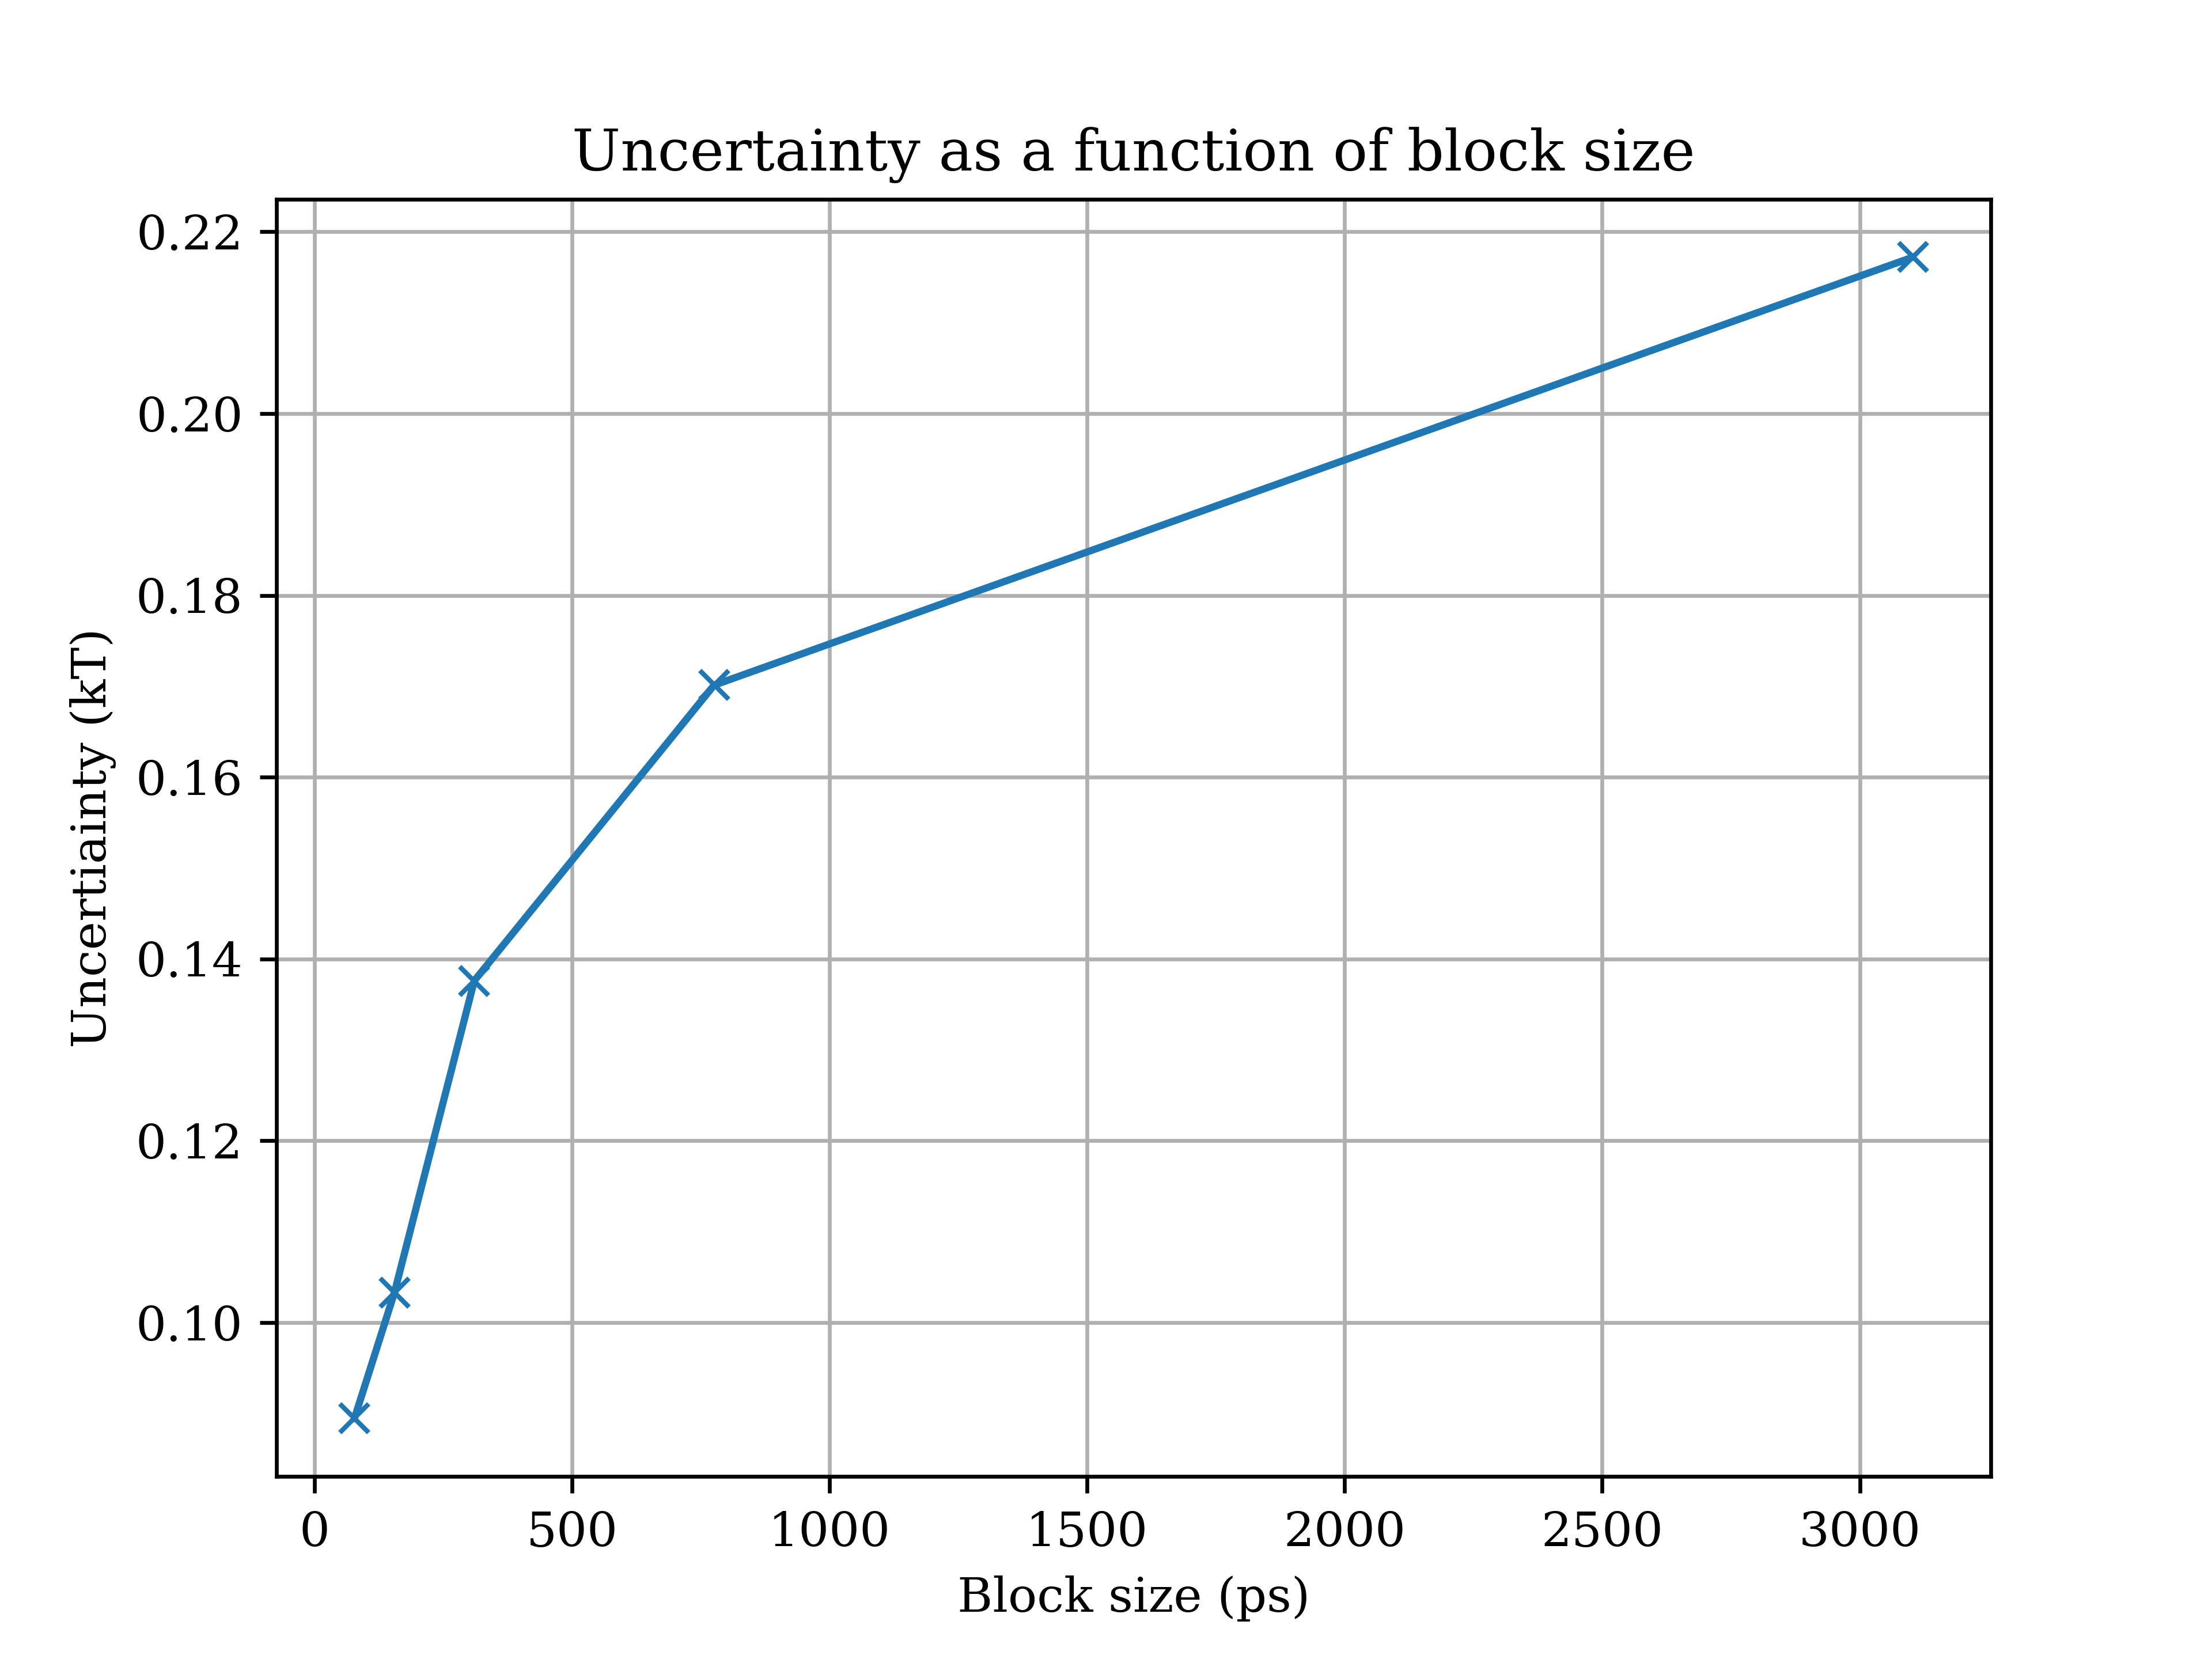 Uncertainty as a function of block size
0.22
0.20
0.18
0.16
0.14
0.12
0.10
Uncertiainty (kT)
0 500 1000 1500 2000 2500 3000
Block size (ps)